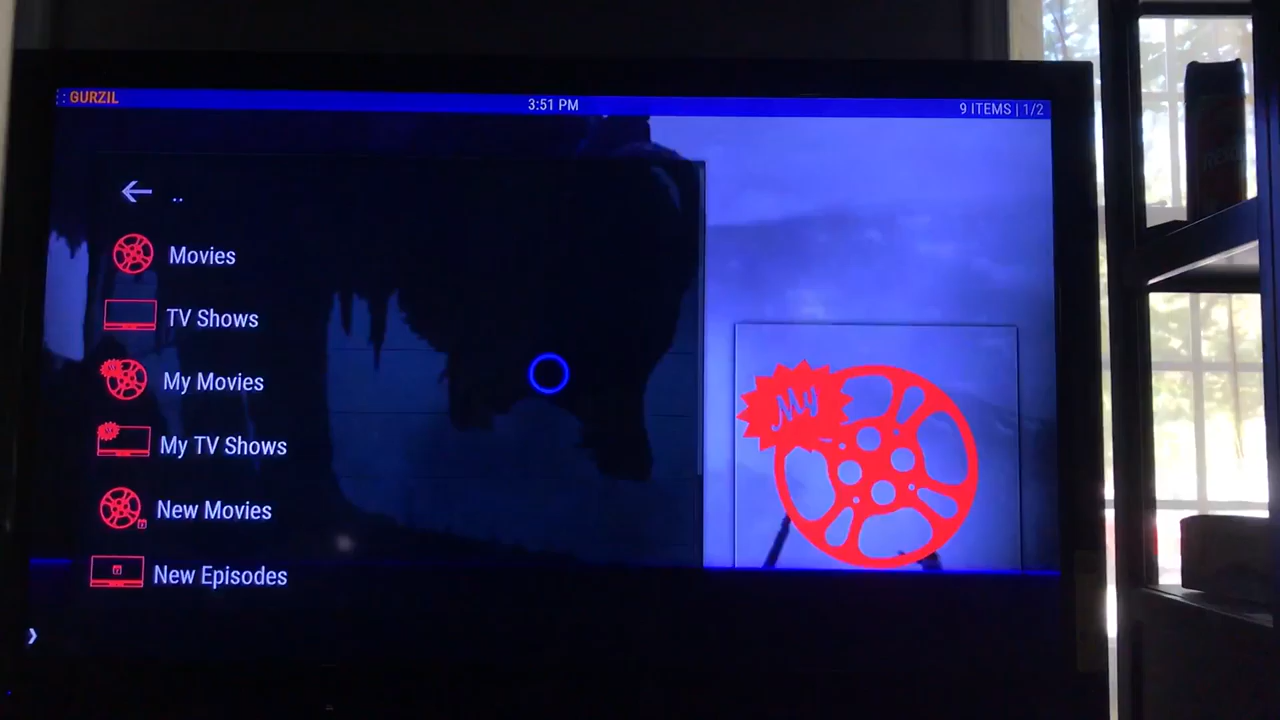 : GURZIL
3:51 PM
9 ITEMS | 1/2
..
Movies
TV Shows
My Movies
My
My TV Shows
New Movies
New Episodes